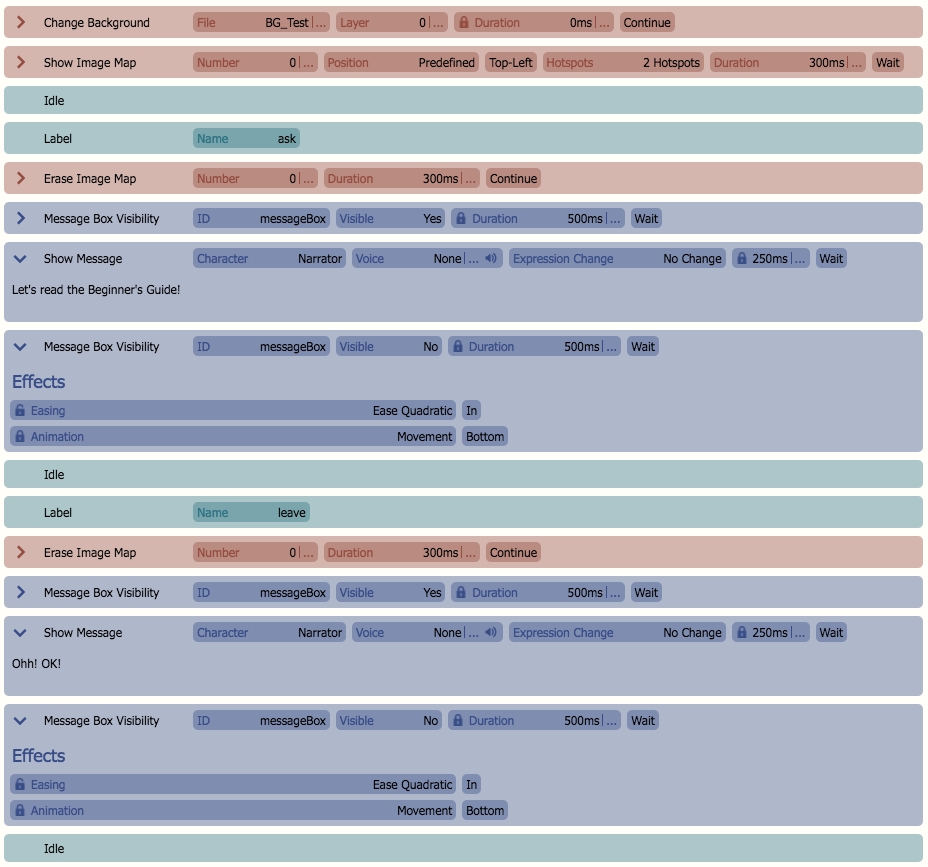 Change Background File BG_Test | ... Layer 0 | ... Duration 0ms | ... Continue
Show Image Map Number 0 | ... Position Predefined Top-Left Hotspots 2 Hotspots Duration 300ms | ... Wait
Idle
Label Name ask
Erase Image Map Number 0 | ... Duration 300ms | ... Continue
Message Box Visibility ID messageBox Visible Yes Duration 500ms | ... Wait
Show Message Character Narrator Voice None | ... Expression Change No Change 250ms | ... Wait
Let's read the Beginner's Guide!
Message Box Visibility ID messageBox Visible No Duration 500ms | ... Wait
Effects
Easing Ease Quadratic In
Animation Movement Bottom
Idle
Label Name leave
Erase Image Map Number 0 | ... Duration 300ms | ... Continue
Message Box Visibility ID messageBox Visible Yes Duration 500ms | ... Wait
Show Message Character Narrator Voice None | ... Expression Change No Change 250ms | ... Wait
Ohh! OK!
Message Box Visibility ID messageBox Visible No Duration 500ms | ... Wait
Effects
Easing Ease Quadratic In
Animation Movement Bottom
Idle